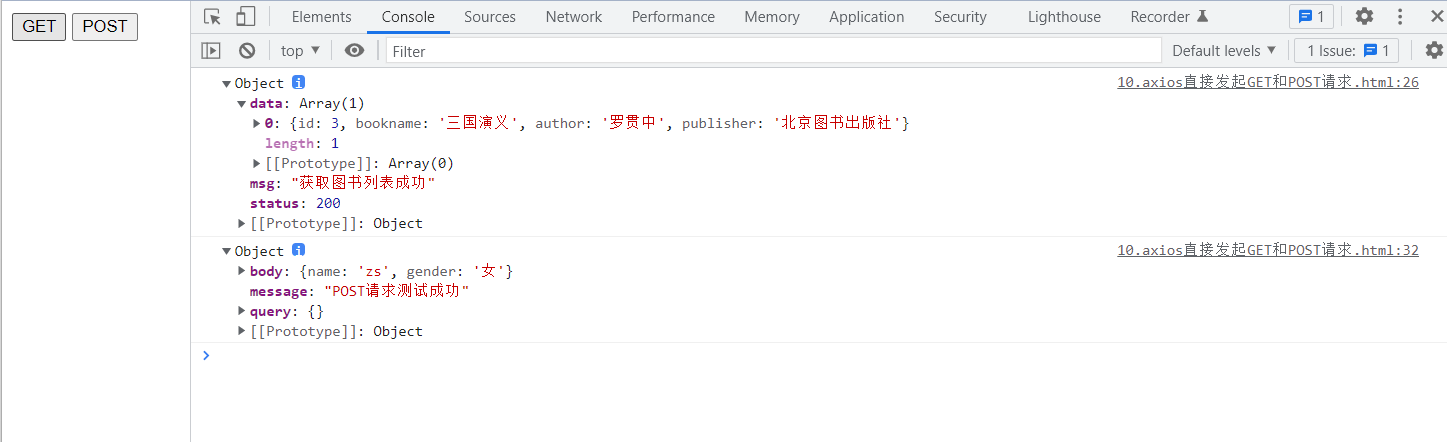 GET POST
Elements Console Sources Network Performance Memory Application Security Lighthouse Recorder 1
top Filter Default levels 1 Issue: 1
Object 10.axios直接发起GET和POST请求.html:26
data: Array(1)
0: {id: 3, bookname: '三国演义', author: '罗贯中', publisher: '北京图书出版社'}
length: 1
[[Prototype]]: Array(0)
msg: "获取图书列表成功"
status: 200
[[Prototype]]: Object
Object 10.axios直接发起GET和POST请求.html:32
body: {name: 'zs', gender: '女'}
message: "POST请求测试成功"
query: {}
[[Prototype]]: Object